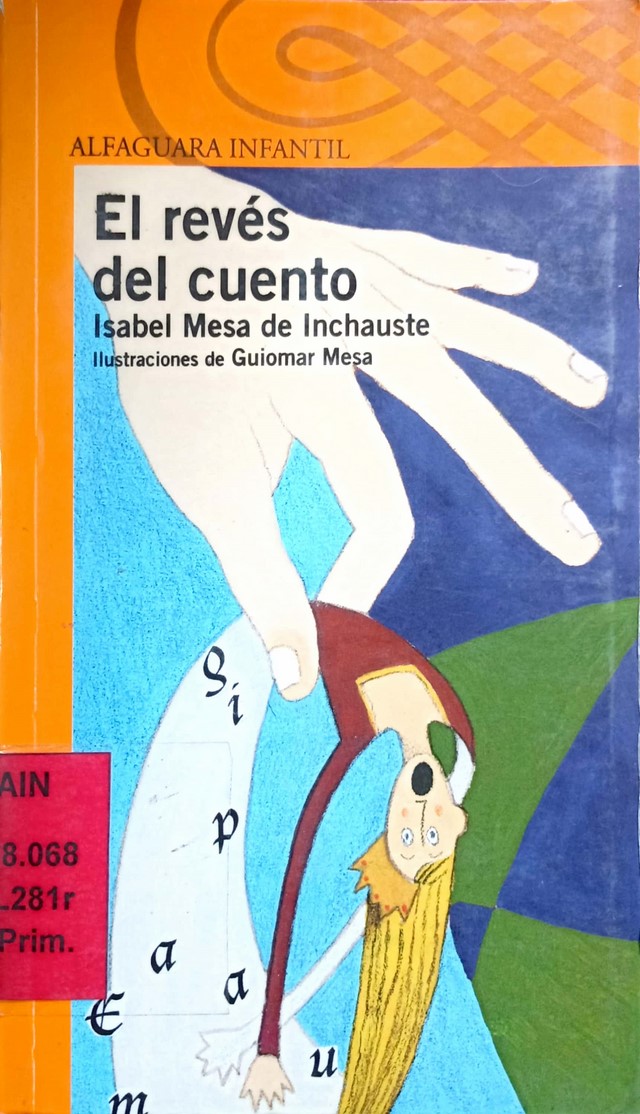 ALFAGUARA INFANTIL
El revés
del cuento
Isabel Mesa de Inchauste
Ilustraciones de Guiomar Mesa
AIN
8.068
.281r
Prim.
i
p
a
a
u
m